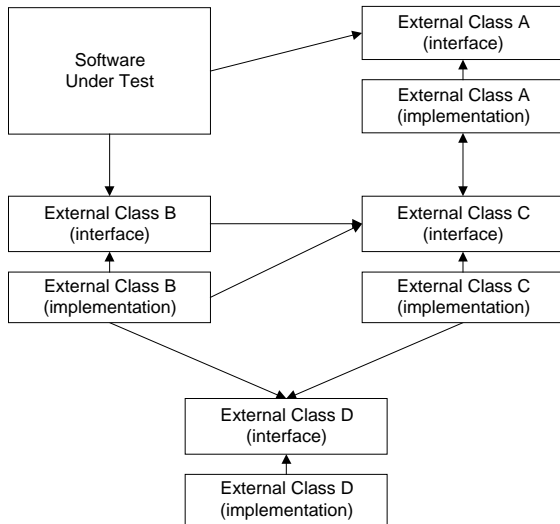 Software
Under Test
External Class A
(interface)
External Class A
(implementation)
External Class B
(interface)
External Class C
(interface)
External Class B
(implementation)
External Class C
(implementation)
External Class D
(interface)
External Class D
(implementation)